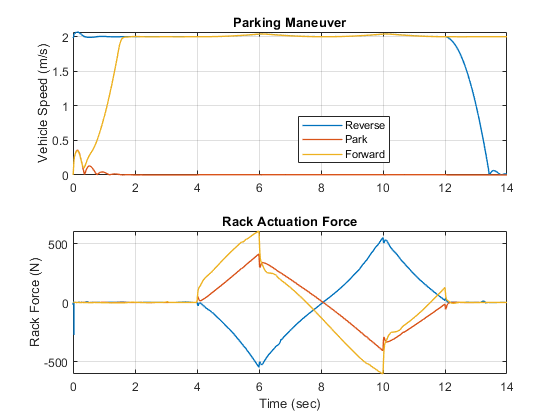 Parking Maneuver
Vehicle Speed (m/s)
2
1.5
1
0.5
0
0 2 4 6 8 10 12 14
Reverse
Park
Forward
Rack Actuation Force
Rack Force (N)
500
0
-500
0 2 4 6 8 10 12 14
Time (sec)